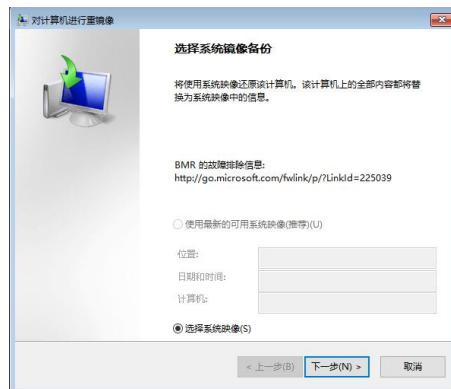 对计算机进行重镜像
选择系统镜像备份
将使用系统映像还原该计算机。该计算机上的全部内容都将替
换为系统映像中的信息。
BMR 的故障排除信息:
http://go.microsoft.com/fwlink/p/?LinkId=225039
使用最新的可用系统映像(推荐)(U)
位置:
日期和时间:
计算机:
选择系统映像(S)
< 上一步(B) 下一步(N) > 取消